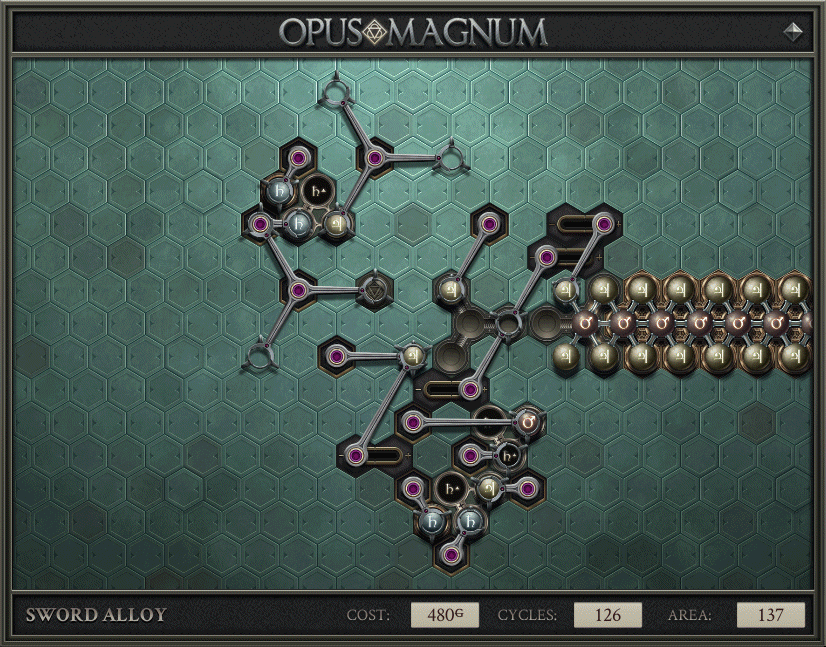 OPUS MAGNUM
SWORD ALLOY
COST: 480G
CYCLES: 126
AREA: 137